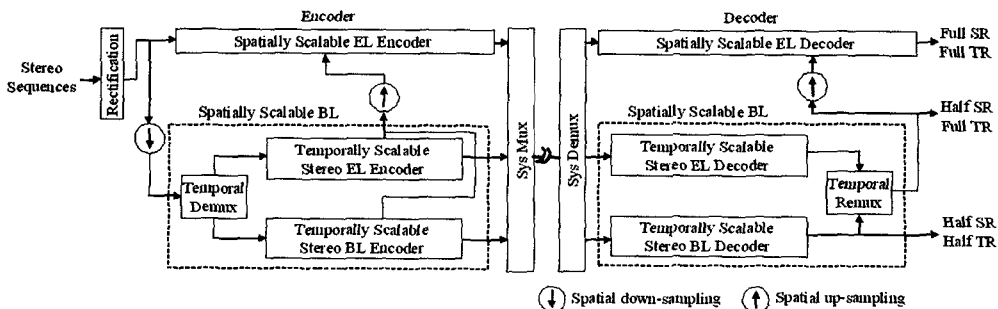 Encoder
Decoder
Stereo
Sequences
Rectification
Spatially Scalable EL Encoder
Spatially Scalable BL
Temporal
Demux
Temporally Scalable
Stereo EL Encoder
Temporally Scalable
Stereo BL Encoder
Sys Mux
Sys Demux
Spatially Scalable EL Decoder
Spatially Scalable BL
Temporally Scalable
Stereo EL Decoder
Temporally Scalable
Stereo BL Decoder
Temporal
Remux
Full SR
Full TR
Half SR
Full TR
Half SR
Half TR
Spatial down-sampling
Spatial up-sampling